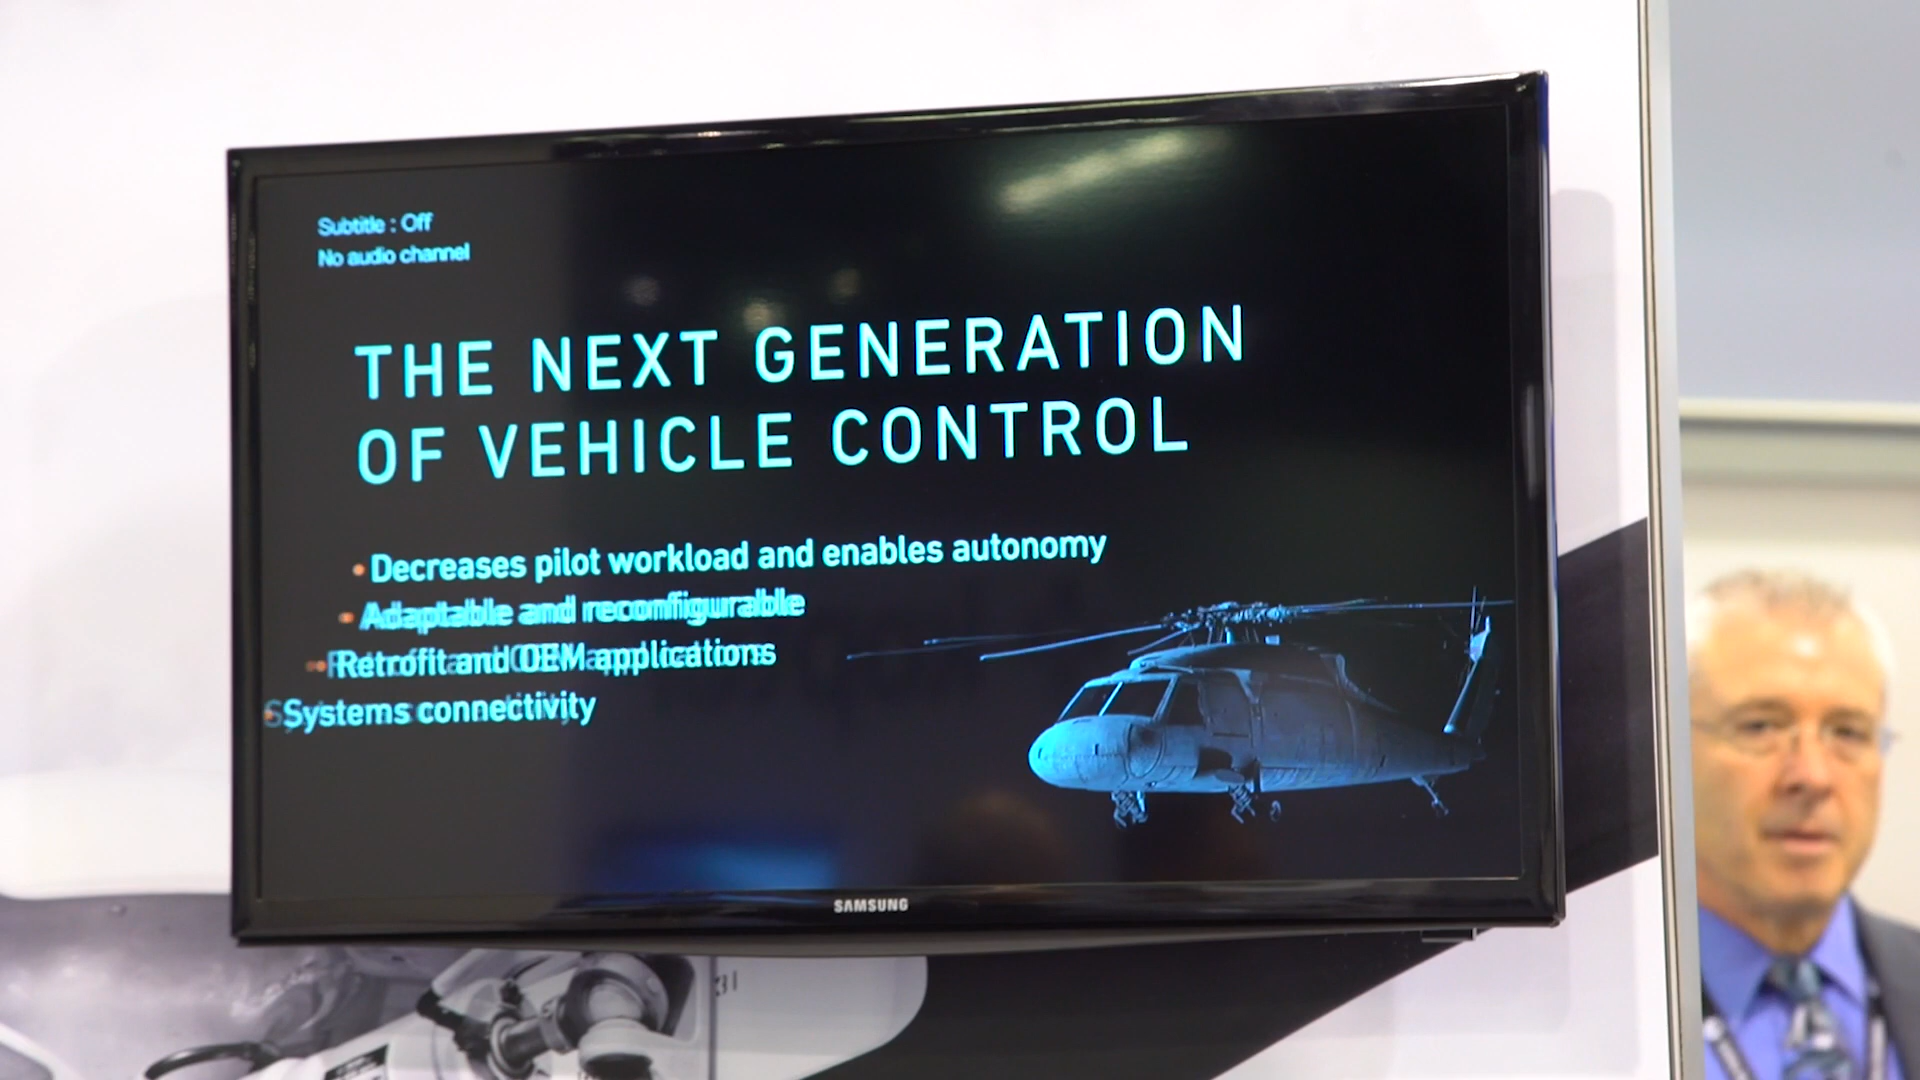 Subtitle : Off
No audio channel
THE NEXT GENERATION
OF VEHICLE CONTROL
• Decreases pilot workload and enables autonomy
• Adaptable and reconfigurable
• Retrofit and OEM applications
• Systems connectivity
SAMSUNG
31